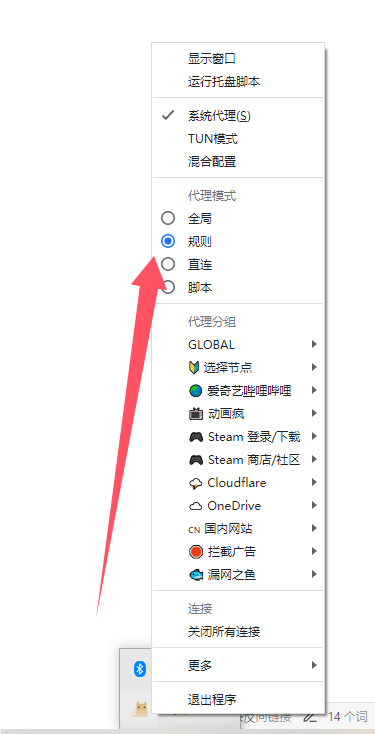 显示窗口
运行托盘脚本
系统代理(S)
TUN模式
混合配置
代理模式
全局
规则
直连
脚本
代理分组
GLOBAL
选择节点
爱奇艺哔哩哔哩
动画疯
Steam 登录/下载
Steam 商店/社区
Cloudflare
OneDrive
CN 国内网站
拦截广告
漏网之鱼
连接
关闭所有连接
更多
退出程序
反向链接 14 个词